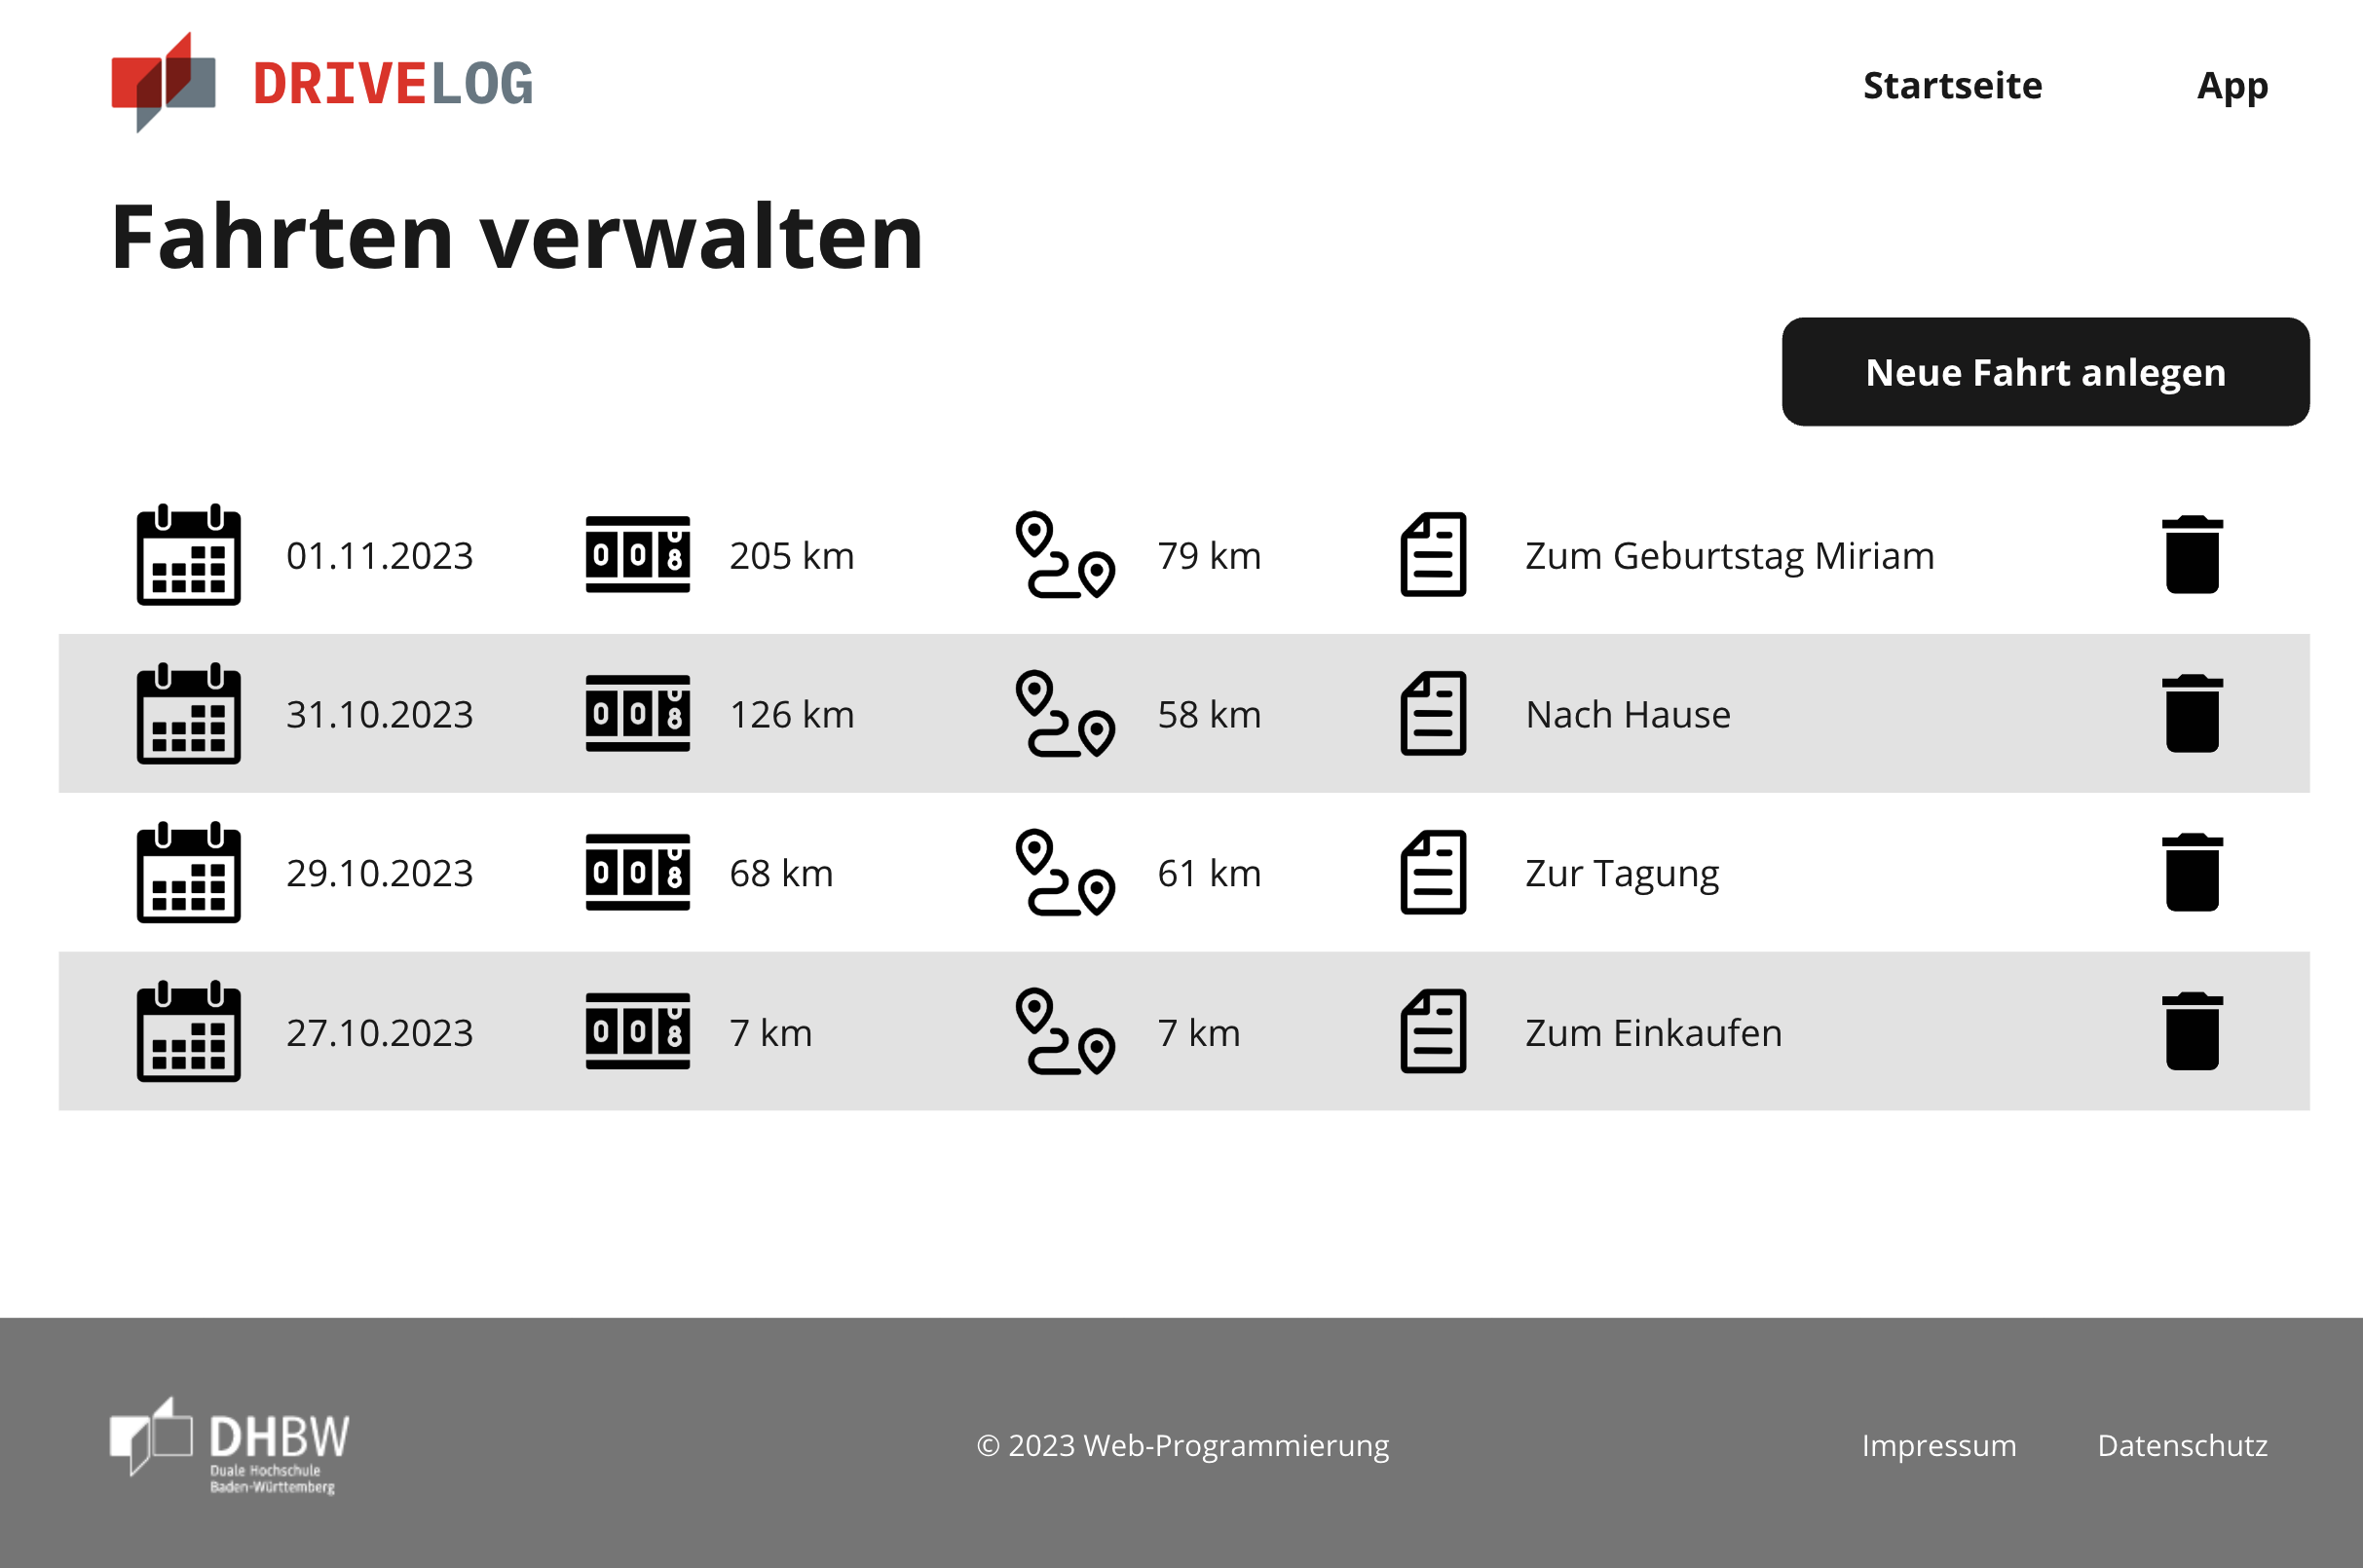 DRIVELOG
Startseite App
Fahrten verwalten
Neue Fahrt anlegen
01.11.2023 205 km 79 km Zum Geburtstag Miriam
31.10.2023 126 km 58 km Nach Hause
29.10.2023 68 km 61 km Zur Tagung
27.10.2023 7 km 7 km Zum Einkaufen
DHBW
Duale Hochschule
Baden-Württemberg
© 2023 Web-Programmierung
Impressum Datenschutz